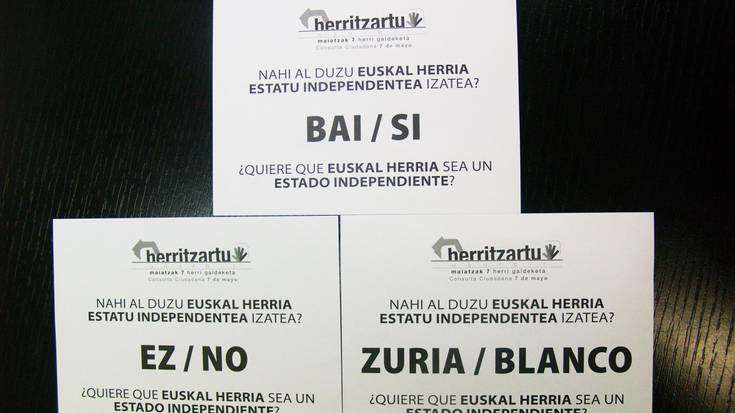 herritzartu
maiatzak 7 herri galdeketa
Consulta Ciudadana 7 de mayo
NAHI AL DUZU EUSKAL HERRIA
ESTATU INDEPENDENTEA IZATEA?
BAI / SI
¿QUIERE QUE EUSKAL HERRIA SEA UN
ESTADO INDEPENDIENTE?
herritzartu
maiatzak 7 herri galdeketa
Consulta Ciudadana 7 de mayo
NAHI AL DUZU EUSKAL HERRIA
ESTATU INDEPENDENTEA IZATEA?
EZ / NO
¿QUIERE QUE EUSKAL HERRIA SEA UN
ESTADO INDEPENDIENTE?
herritzartu
maiatzak 7 herri galdeketa
Consulta Ciudadana 7 de mayo
NAHI AL DUZU EUSKAL HERRIA
ESTATU INDEPENDENTEA IZATEA?
ZURIA / BLANCO
¿QUIERE QUE EUSKAL HERRIA SEA UN
ESTADO INDEPENDIENTE?